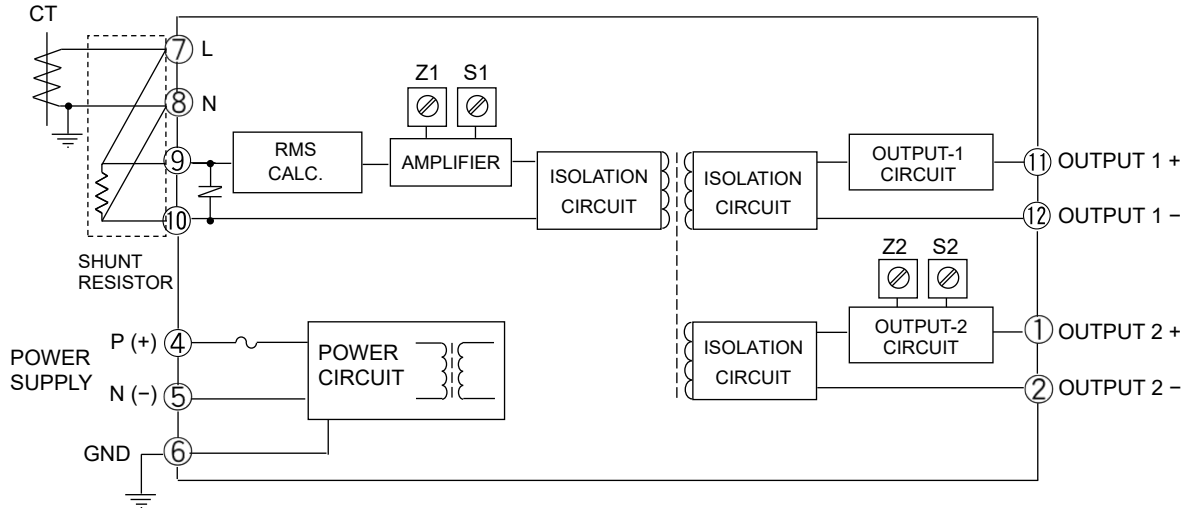 CT
7 L
8 N
Z1 S1
9
RMS
CALC.
AMPLIFIER
ISOLATION
CIRCUIT
ISOLATION
CIRCUIT
OUTPUT-1
CIRCUIT
11 OUTPUT 1 +
10
12 OUTPUT 1 −
SHUNT
RESISTOR
Z2 S2
POWER
SUPPLY
P (+) 4
N (−) 5
GND 6
POWER
CIRCUIT
ISOLATION
CIRCUIT
OUTPUT-2
CIRCUIT
1 OUTPUT 2 +
2 OUTPUT 2 −